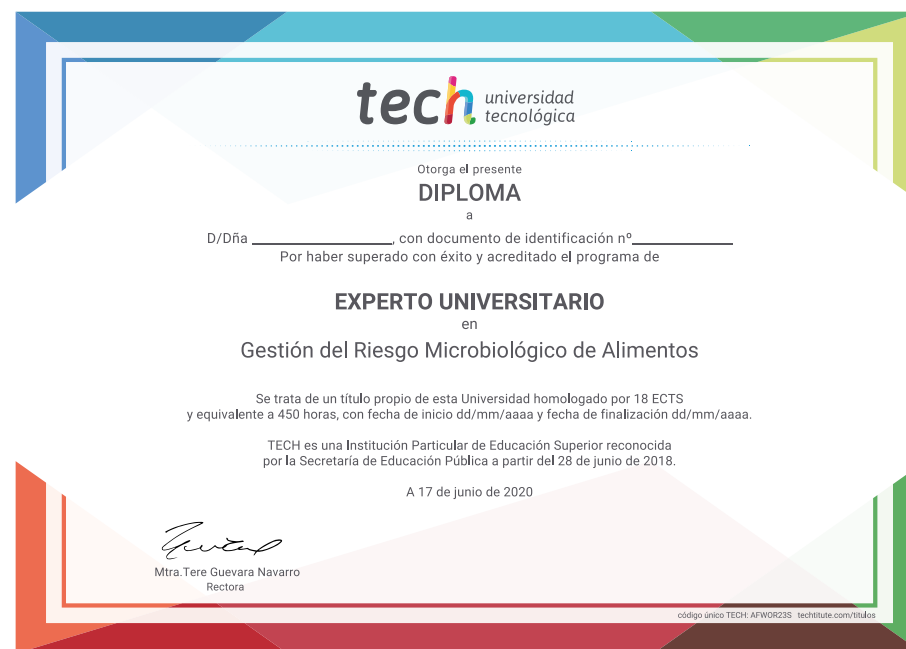 tech universidad
tecnológica
Otorga el presente
DIPLOMA
a
D/Dña ____________________, con documento de identificación nº______________
Por haber superado con éxito y acreditado el programa de
EXPERTO UNIVERSITARIO
en
Gestión del Riesgo Microbiológico de Alimentos
Se trata de un título propio de esta Universidad homologado por 18 ECTS
y equivalente a 450 horas, con fecha de inicio dd/mm/aaaa y fecha de finalización dd/mm/aaaa.
TECH es una Institución Particular de Educación Superior reconocida
por la Secretaría de Educación Pública a partir del 28 de junio de 2018.
A 17 de junio de 2020
Mtra.Tere Guevara Navarro
Rectora
código único TECH: AFWOR23S techtitute.com/titulos